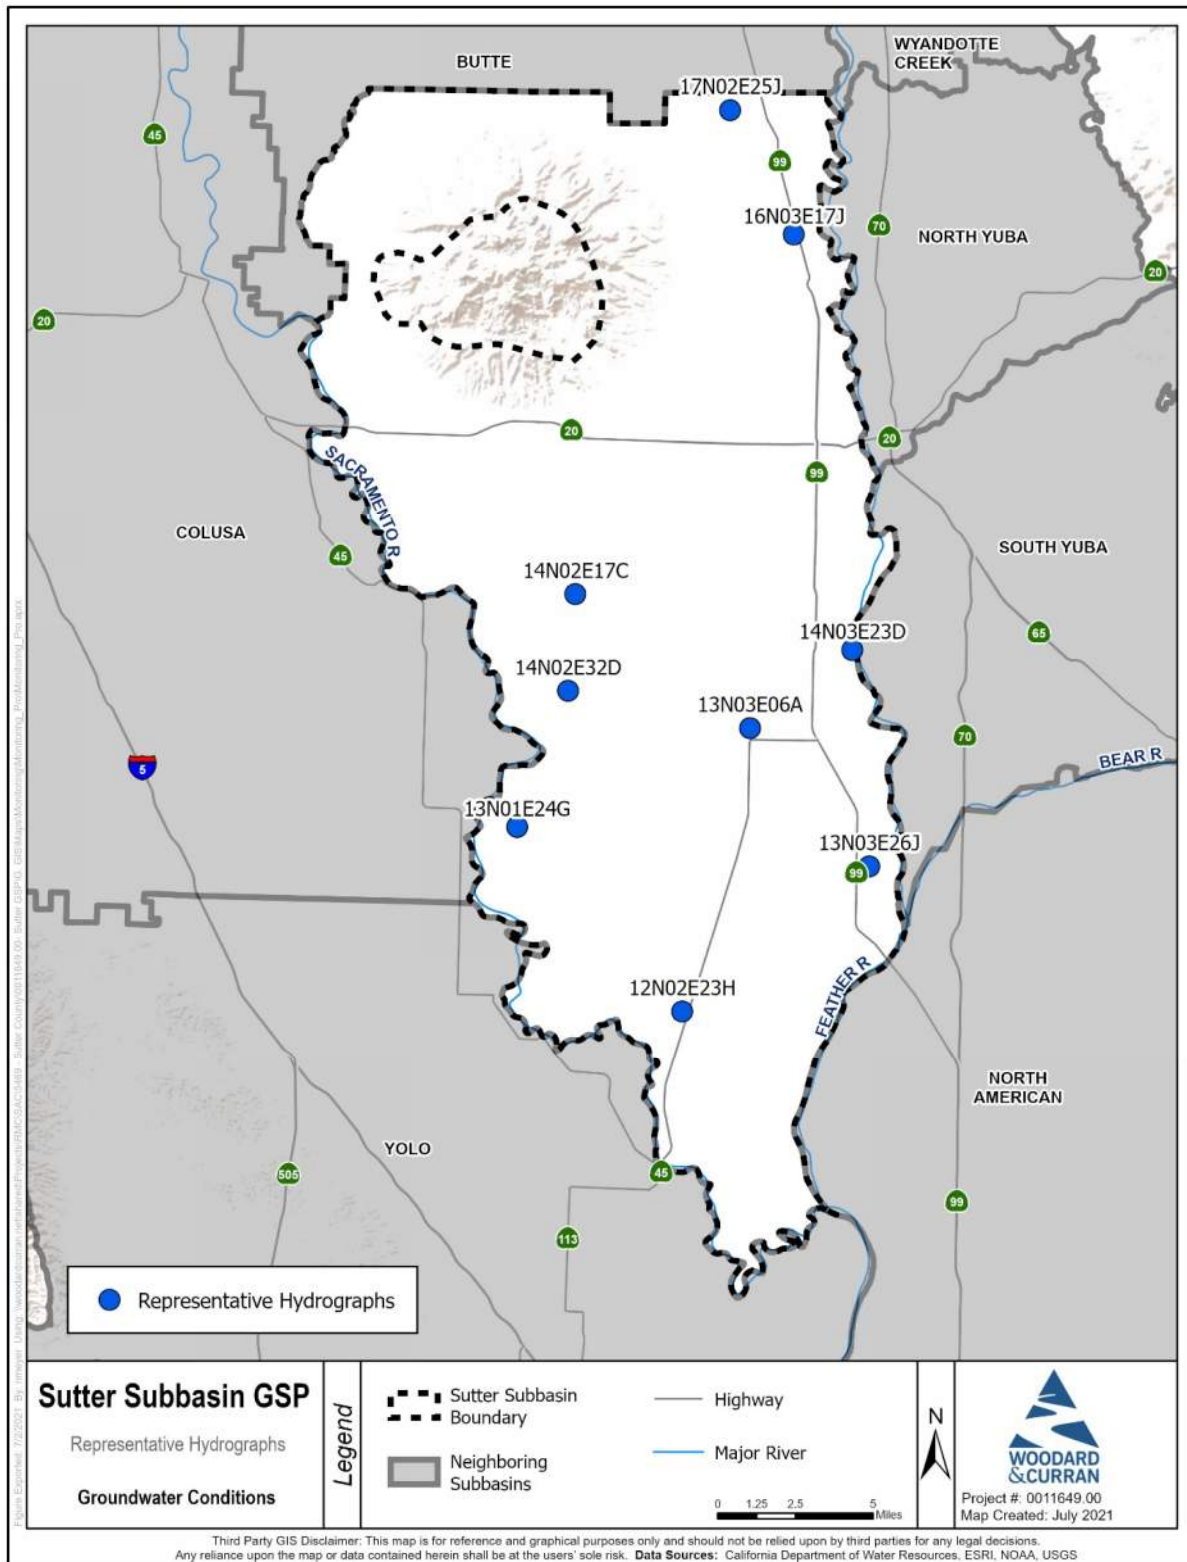 BUTTE
WYANDOTTE
CREEK
17N02E25J
45
99
16N03E17J
70
NORTH YUBA
20
20
20
20
99
SACRAMENTO R
COLUSA
45
SOUTH YUBA
14N02E17C
14N03E23D
65
14N02E32D
13N03E06A
70
BEAR R
5
13N01E24G
13N03E26J
99
FEATHER R
12N02E23H
NORTH
AMERICAN
YOLO
505
45
99
113
Representative Hydrographs
Sutter Subbasin GSP
Representative Hydrographs
Groundwater Conditions
Legend
Sutter Subbasin
Boundary
Neighboring
Subbasins
Highway
Major River
N
0 1.25 2.5 5
Miles
WOODARD
&CURRAN
Project #: 0011649.00
Map Created: July 2021
Third Party GIS Disclaimer: This map is for reference and graphical purposes only and should not be relied upon by third parties for any legal decisions.
Any reliance upon the map or data contained herein shall be at the users' sole risk. Data Sources: California Department of Water Resources, ESRI, NOAA, USGS